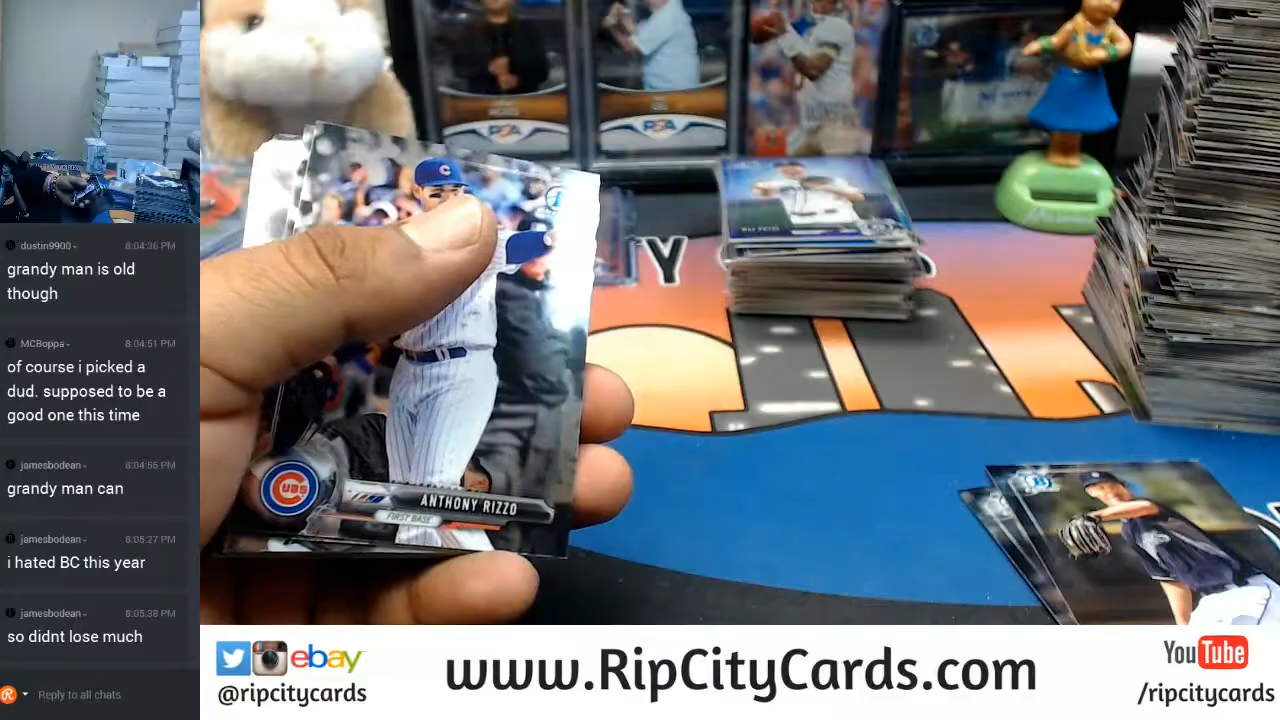 dustin9900
8:04:36 PM
grandy man is old
though
MCBoppa
8:04:51 PM
of course i picked a
dud. supposed to be a
good one this time
jamesbodean
8:04:55 PM
grandy man can
jamesbodean
8:05:27 PM
i hated BC this year
jamesbodean
8:05:38 PM
so didnt lose much
Reply to all chats
PSA
PSA
Y
C
CUBS
ANTHONY RIZZO
FIRST BASE
B
ebay
@ripcitycards
www.RipCityCards.com
YouTube
/ripcitycards